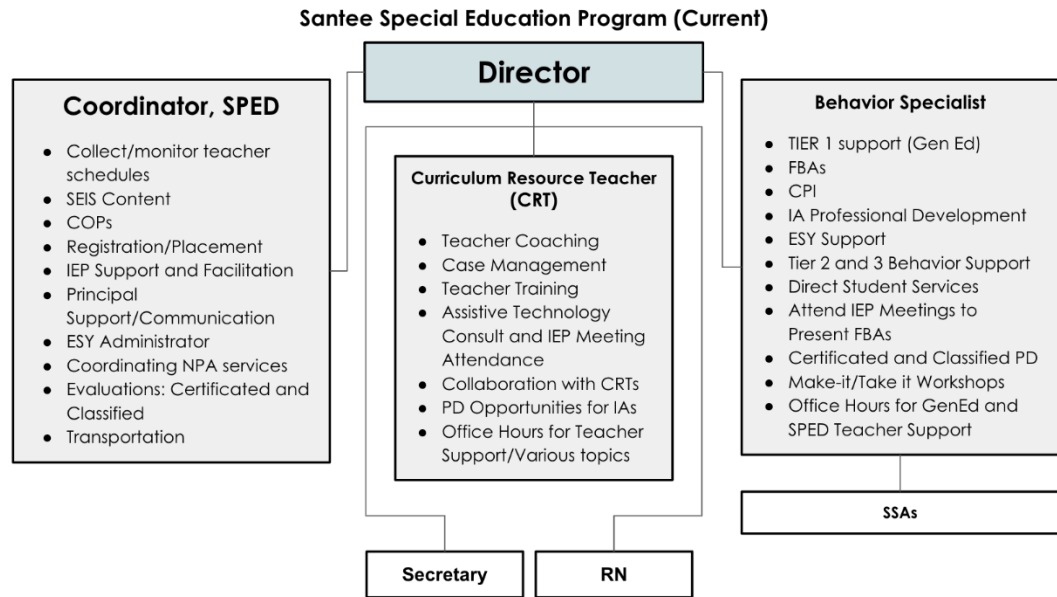 Santee Special Education Program (Current)
Director
Coordinator, SPED
● Collect/monitor teacher
schedules
● SEIS Content
● COPs
● Registration/Placement
● IEP Support and Facilitation
● Principal
Support/Communication
● ESY Administrator
● Coordinating NPA services
● Evaluations: Certificated and
Classified
● Transportation
Curriculum Resource Teacher
(CRT)
● Teacher Coaching
● Case Management
● Teacher Training
● Assistive Technology
Consult and IEP Meeting
Attendance
● Collaboration with CRTs
● PD Opportunities for IAs
● Office Hours for Teacher
Support/Various topics
Behavior Specialist
● TIER 1 support (Gen Ed)
● FBAs
● CPI
● IA Professional Development
● ESY Support
● Tier 2 and 3 Behavior Support
● Direct Student Services
● Attend IEP Meetings to
Present FBAs
● Certificated and Classified PD
● Make-it/Take it Workshops
● Office Hours for GenEd and
SPED Teacher Support
SSAs
Secretary
RN